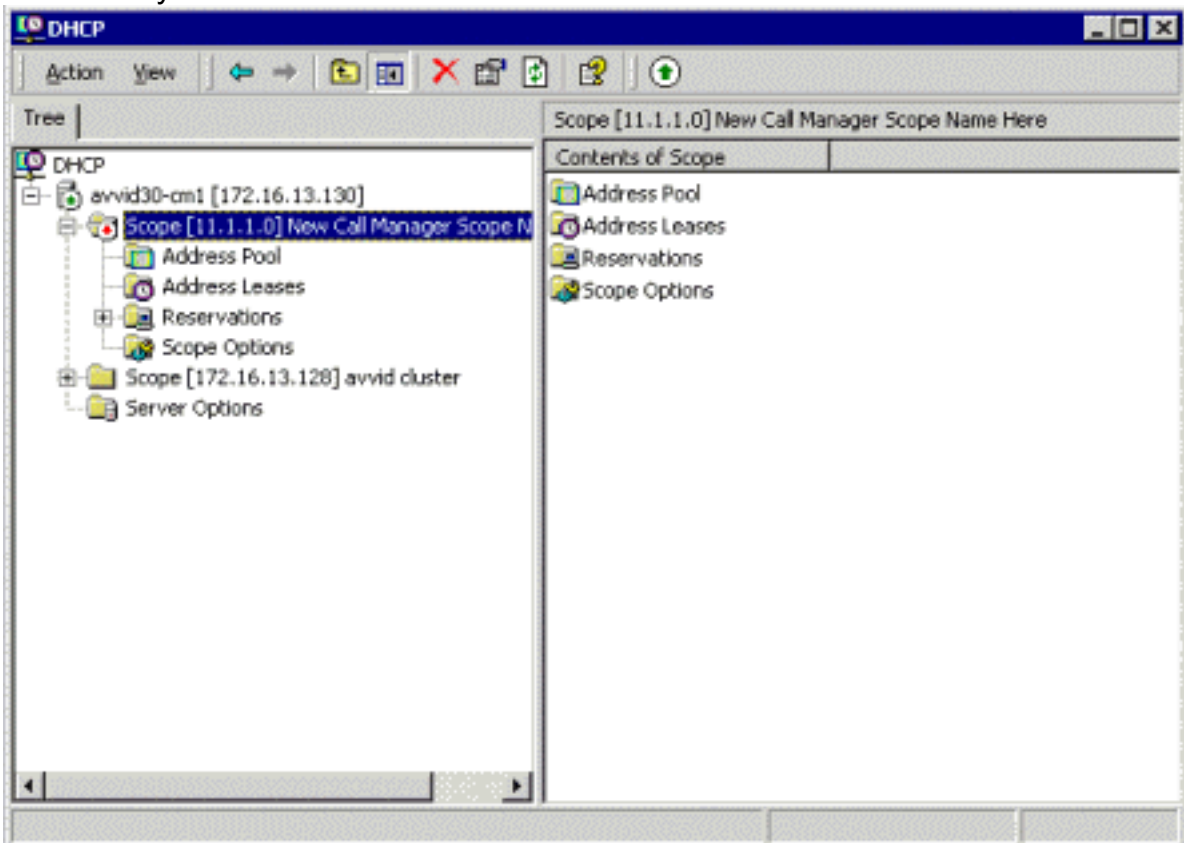 DHCP
Action View
Tree
Scope [11.1.1.0] New Call Manager Scope Name Here
DHCP
avvid30-cm1 [172.16.13.130]
Scope [11.1.1.0] New Call Manager Scope N
Address Pool
Address Leases
Reservations
Scope Options
Scope [172.16.13.128] avvid cluster
Server Options
Contents of Scope
Address Pool
Address Leases
Reservations
Scope Options